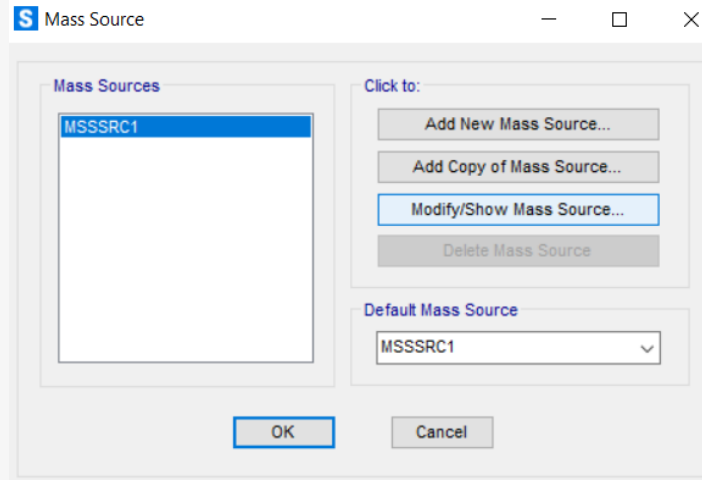 S Mass Source
Mass Sources
MSSSRC1
Click to:
Add New Mass Source...
Add Copy of Mass Source...
Modify/Show Mass Source...
Delete Mass Source
Default Mass Source
MSSSRC1
OK
Cancel